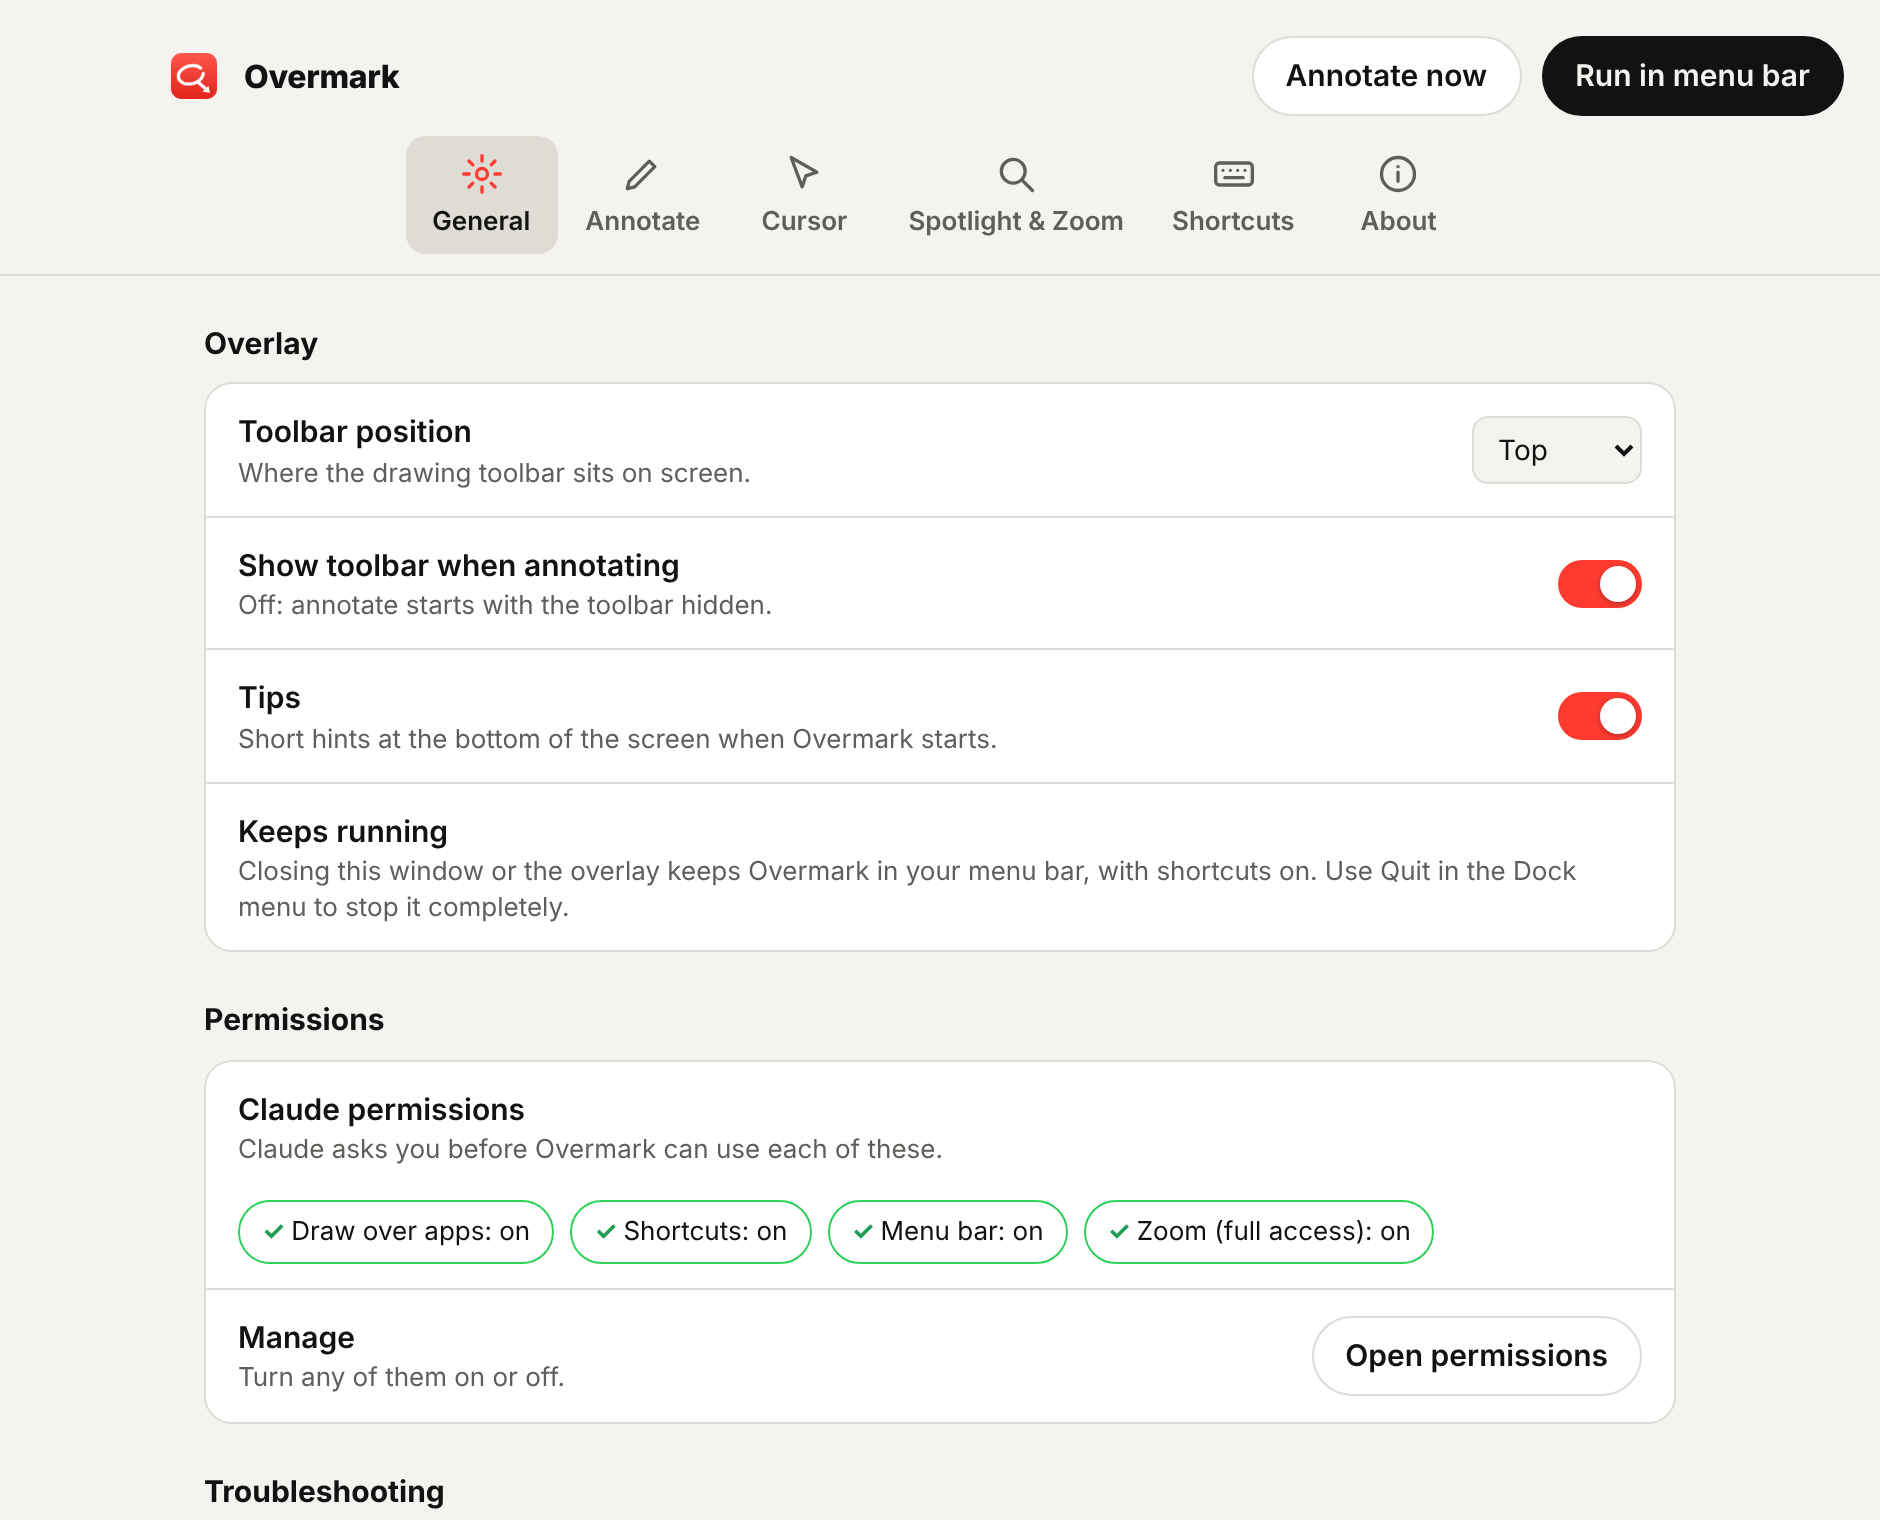 Overmark
Annotate now
Run in menu bar
General
Annotate
Cursor
Spotlight & Zoom
Shortcuts
About
Overlay
Toolbar position
Where the drawing toolbar sits on screen.
Top
Show toolbar when annotating
Off: annotate starts with the toolbar hidden.
Tips
Short hints at the bottom of the screen when Overmark starts.
Keeps running
Closing this window or the overlay keeps Overmark in your menu bar, with shortcuts on. Use Quit in the Dock
menu to stop it completely.
Permissions
Claude permissions
Claude asks you before Overmark can use each of these.
Draw over apps: on
Shortcuts: on
Menu bar: on
Zoom (full access): on
Manage
Turn any of them on or off.
Open permissions
Troubleshooting